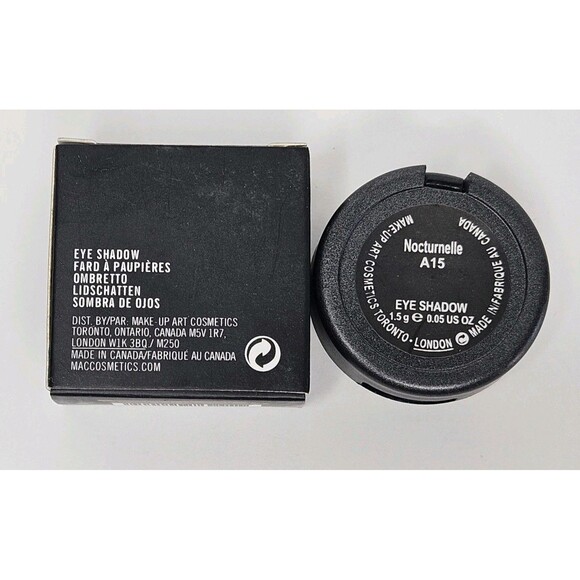 EYE SHADOW
FARD À PAUPIÈRES
OMBRETTO
LIDSCHATTEN
SOMBRA DE OJOS
DIST. BY/PAR: MAKE-UP ART COSMETICS
TORONTO, ONTARIO, CANADA M5V 1R7,
LONDON W1K 3BQ / M250
MADE IN CANADA/FABRIQUÉ AU CANADA
MACCOSMETICS.COM
Nocturnelle
A15
EYE SHADOW
1.5 g e 0.05 US OZ
MAKE-UP ART COSMETICS TORONTO - LONDON MADE IN/FABRIQUE AU CANADA